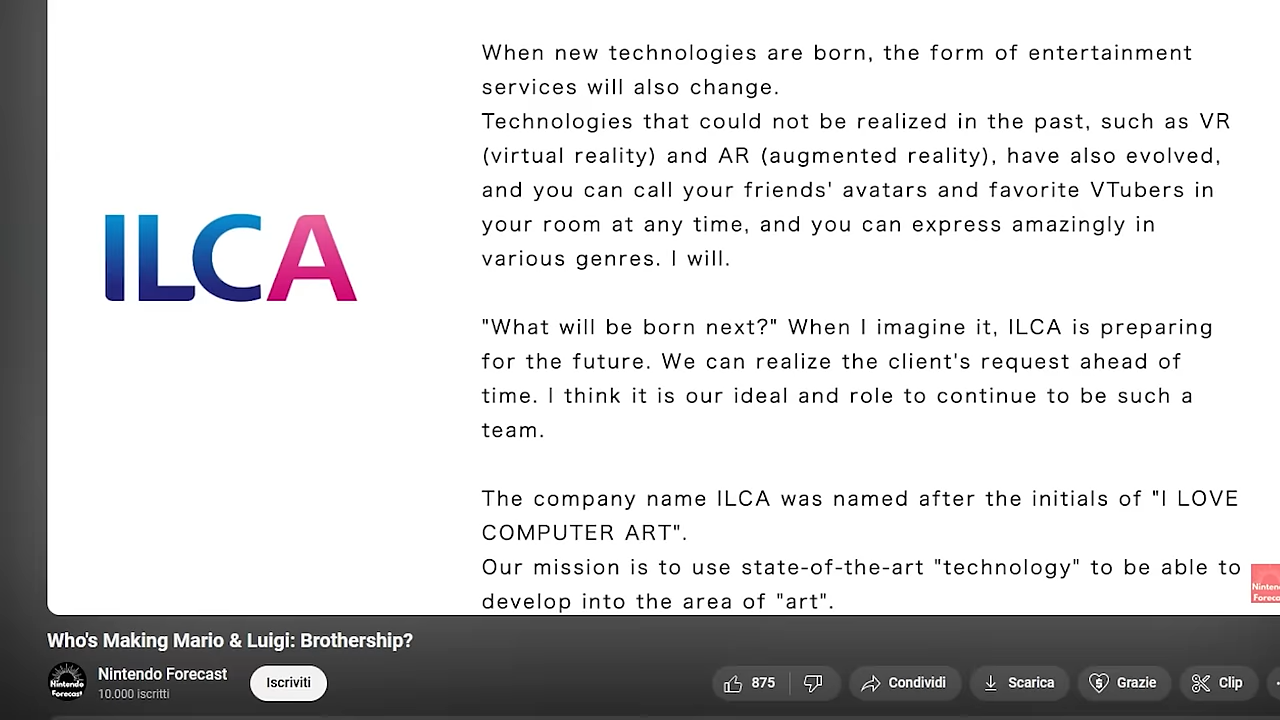 When new technologies are born, the form of entertainment
services will also change.
Technologies that could not be realized in the past, such as VR
(virtual reality) and AR (augmented reality), have also evolved,
and you can call your friends' avatars and favorite VTubers in
your room at any time, and you can express amazingly in
various genres. I will.
ILCA
"What will be born next?" When I imagine it, ILCA is preparing
for the future. We can realize the client's request ahead of
time. I think it is our ideal and role to continue to be such a
team.
The company name ILCA was named after the initials of "I LOVE
COMPUTER ART".
Our mission is to use state-of-the-art "technology" to be able to
develop into the area of "art".
Who's Making Mario & Luigi: Brothership?
Nintendo Forecast
10.000 iscritti
Iscriviti
875
Condividi
Scarica
Grazie
Clip